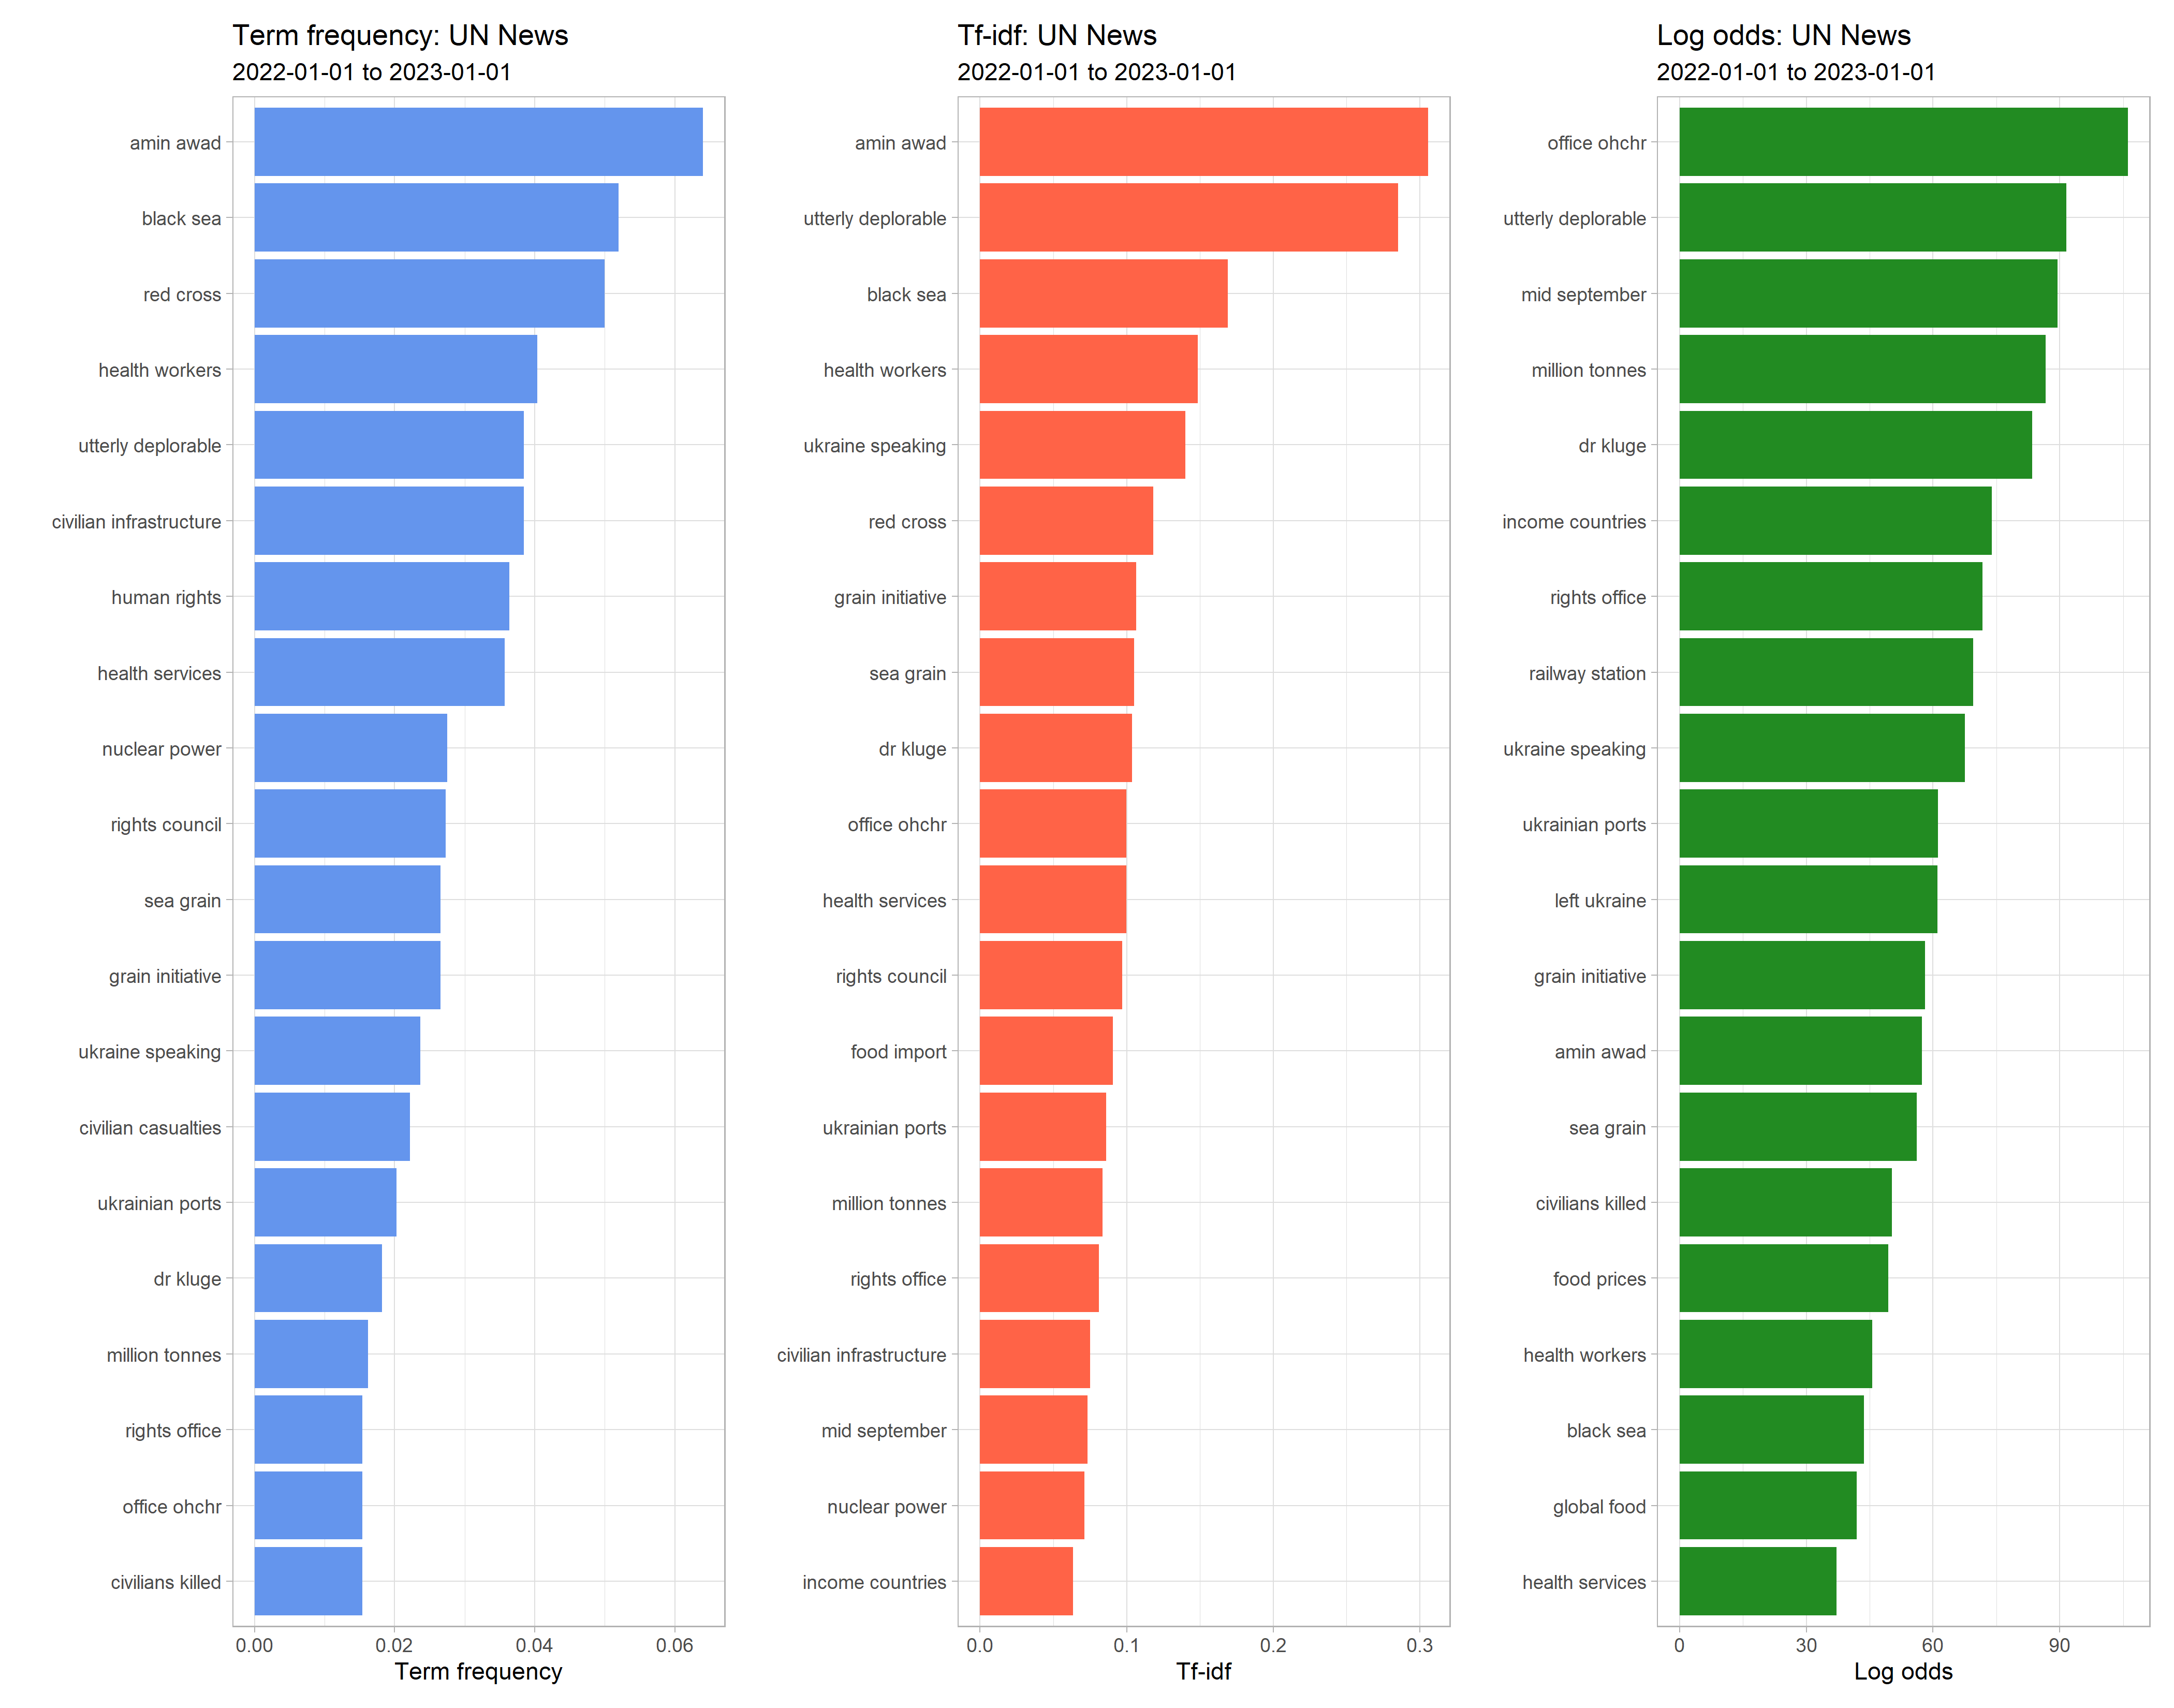 Term frequency: UN News
2022-01-01 to 2023-01-01
amin awad
black sea
red cross
health workers
utterly deplorable
civilian infrastructure
human rights
health services
nuclear power
rights council
sea grain
grain initiative
ukraine speaking
civilian casualties
ukrainian ports
dr kluge
million tonnes
rights office
office ohchr
civilians killed
0.00 0.02 0.04 0.06
Term frequency
Tf-idf: UN News
2022-01-01 to 2023-01-01
amin awad
utterly deplorable
black sea
health workers
ukraine speaking
red cross
grain initiative
sea grain
dr kluge
office ohchr
health services
rights council
food import
ukrainian ports
million tonnes
rights office
civilian infrastructure
mid september
nuclear power
income countries
0.0 0.1 0.2 0.3
Tf-idf
Log odds: UN News
2022-01-01 to 2023-01-01
office ohchr
utterly deplorable
mid september
million tonnes
dr kluge
income countries
rights office
railway station
ukraine speaking
ukrainian ports
left ukraine
grain initiative
amin awad
sea grain
civilians killed
food prices
health workers
black sea
global food
health services
0 30 60 90
Log odds